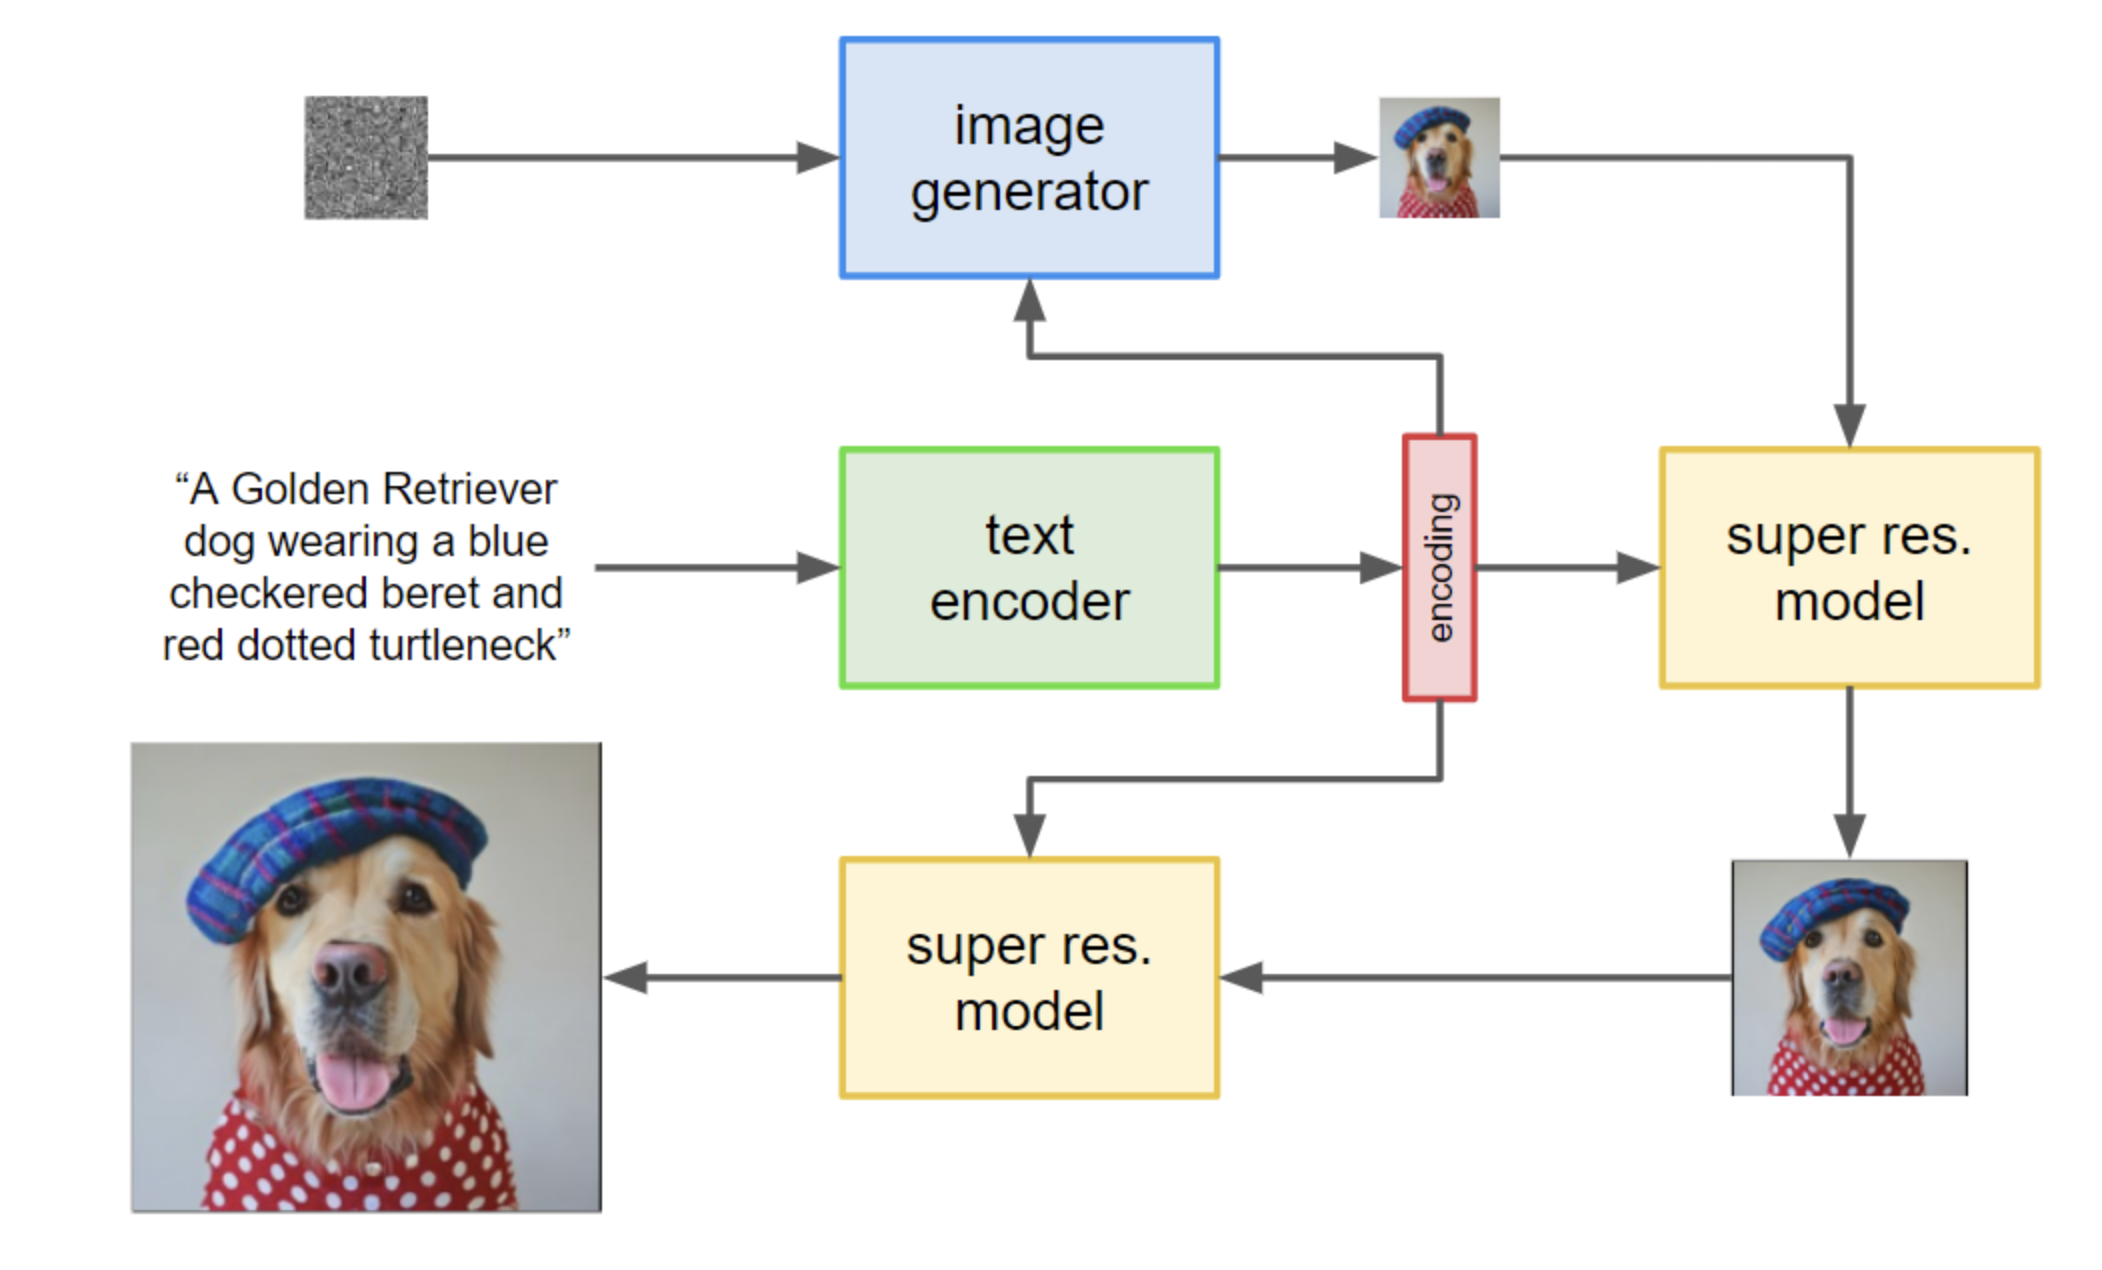 image
generator
“A Golden Retriever
dog wearing a blue
checkered beret and
red dotted turtleneck”
text
encoder
encoding
super res.
model
super res.
model